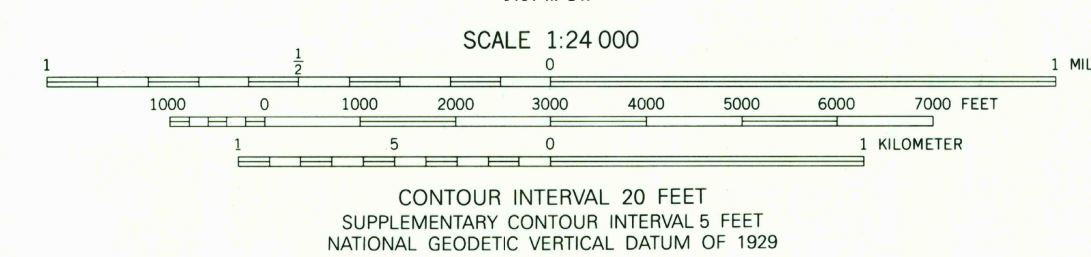 SCALE 1:24 000
1 1/2 0 1 MIL
1000 0 1000 2000 3000 4000 5000 6000 7000 FEET
1 .5 0 1 KILOMETER
CONTOUR INTERVAL 20 FEET
SUPPLEMENTARY CONTOUR INTERVAL 5 FEET
NATIONAL GEODETIC VERTICAL DATUM OF 1929